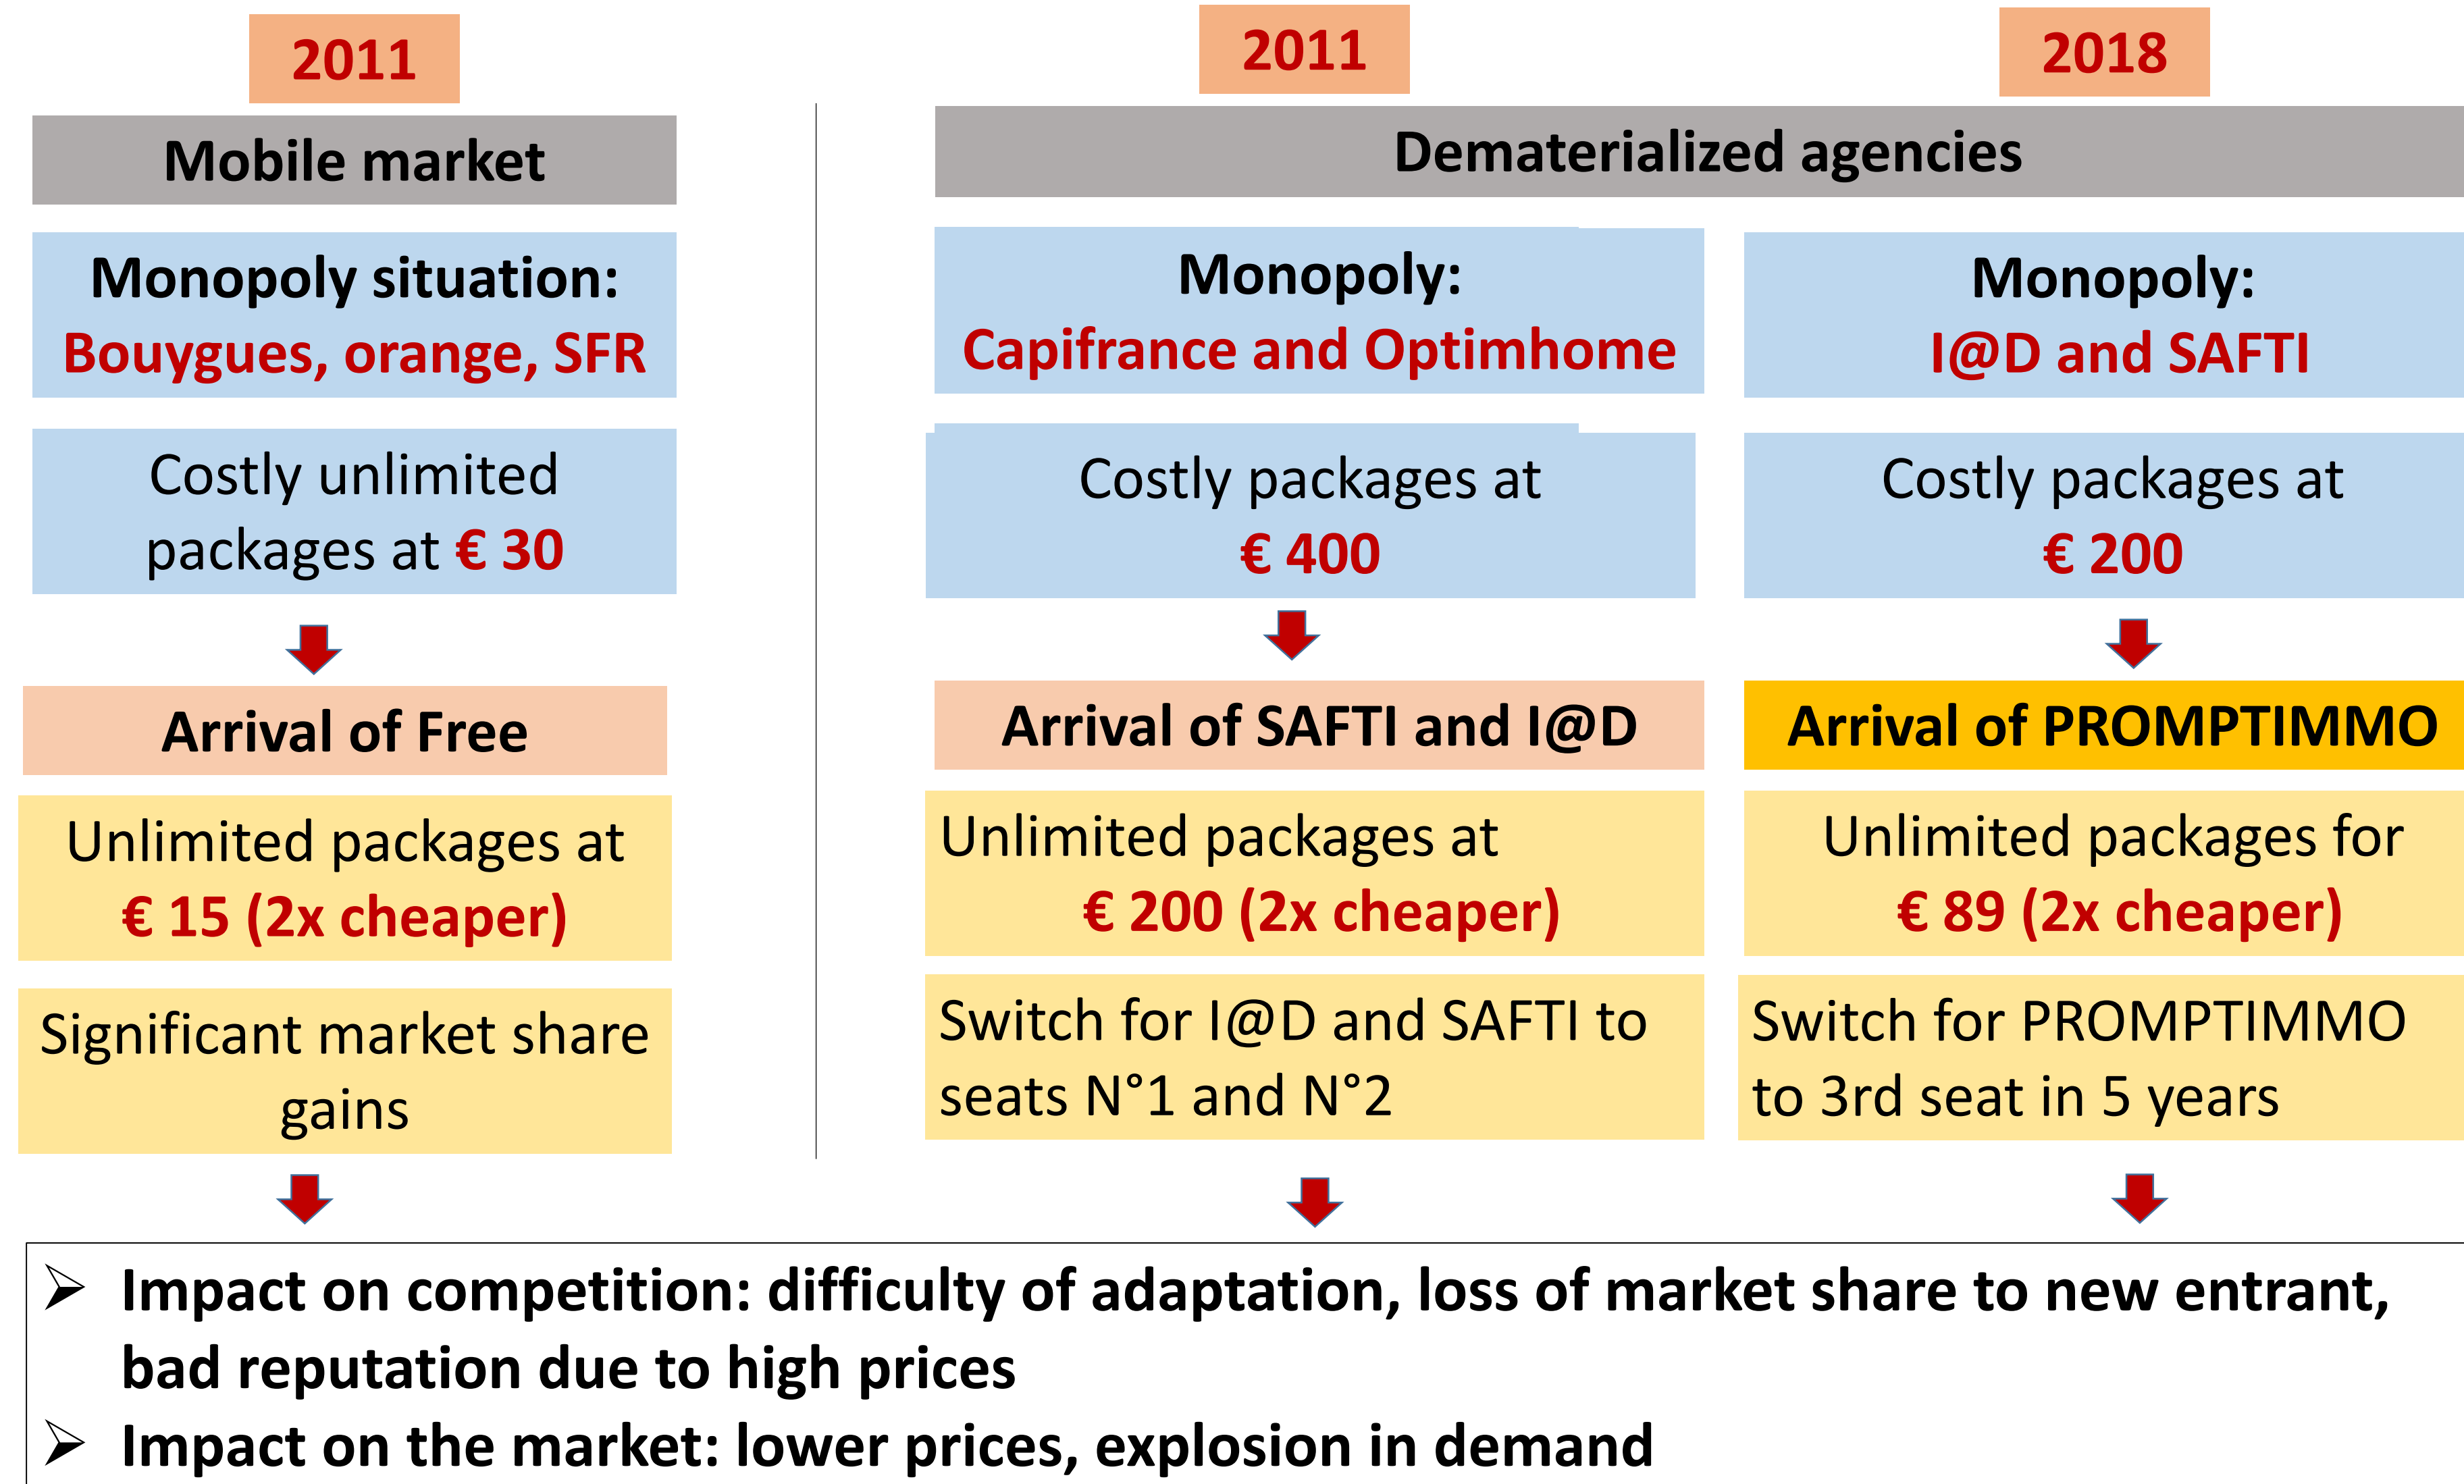 2011
Mobile market
Monopoly situation:
Bouygues, orange, SFR
Costly unlimited
packages at € 30
Arrival of Free
Unlimited packages at
€ 15 (2x cheaper)
Significant market share
gains
2011
2018
Dematerialized agencies
Monopoly:
Capifrance and Optimhome
Costly packages at
€ 400
Arrival of SAFTI and I@D
Unlimited packages at
€ 200 (2x cheaper)
Switch for I@D and SAFTI to
seats N°1 and N°2
Monopoly:
I@D and SAFTI
Costly packages at
€ 200
Arrival of PROMPTIMMO
Unlimited packages for
€ 89 (2x cheaper)
Switch for PROMPTIMMO
to 3rd seat in 5 years
➢ Impact on competition: difficulty of adaptation, loss of market share to new entrant,
bad reputation due to high prices
➢ Impact on the market: lower prices, explosion in demand